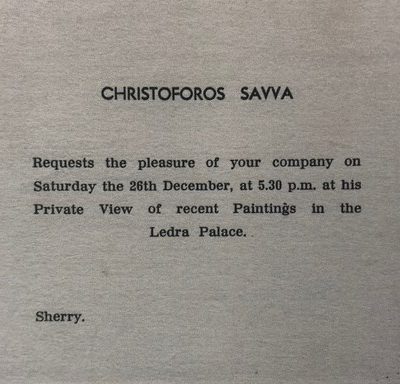 CHRISTOFOROS SAVVA
Requests the pleasure of your company on
Saturday the 26th December, at 5.30 p.m. at his
Private View of recent Paintings in the
Ledra Palace.
Sherry.